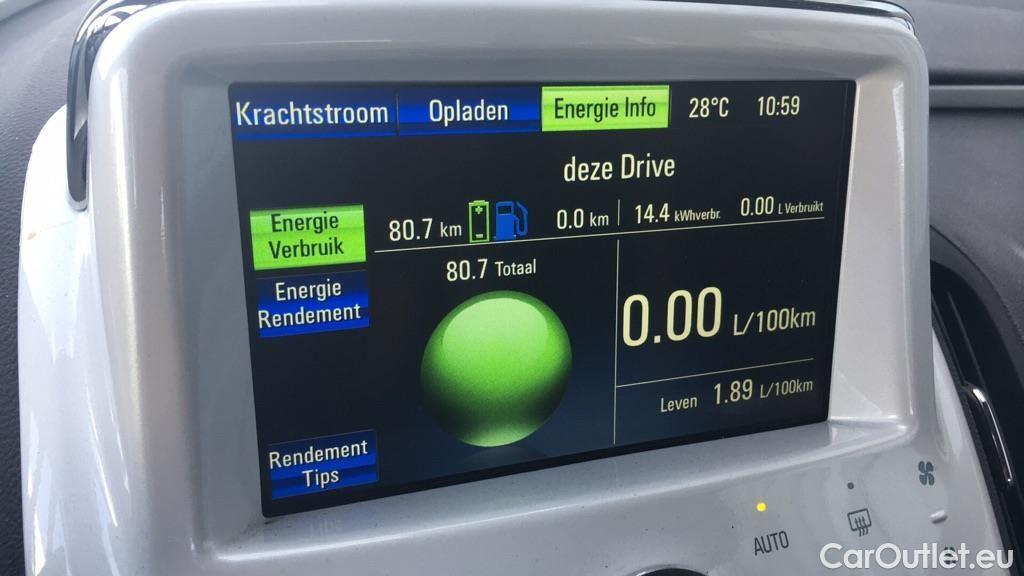 Krachtstroom Opladen Energie Info 28°C 10:59
deze Drive
Energie
Verbruik
80.7 km 0.0 km 14.4 kWhverbr. 0.00 L Verbruikt
80.7 Totaal
Energie
Rendement
0.00 L/100km
Leven 1.89 L/100km
Rendement
Tips
AUTO
CarOutlet.eu